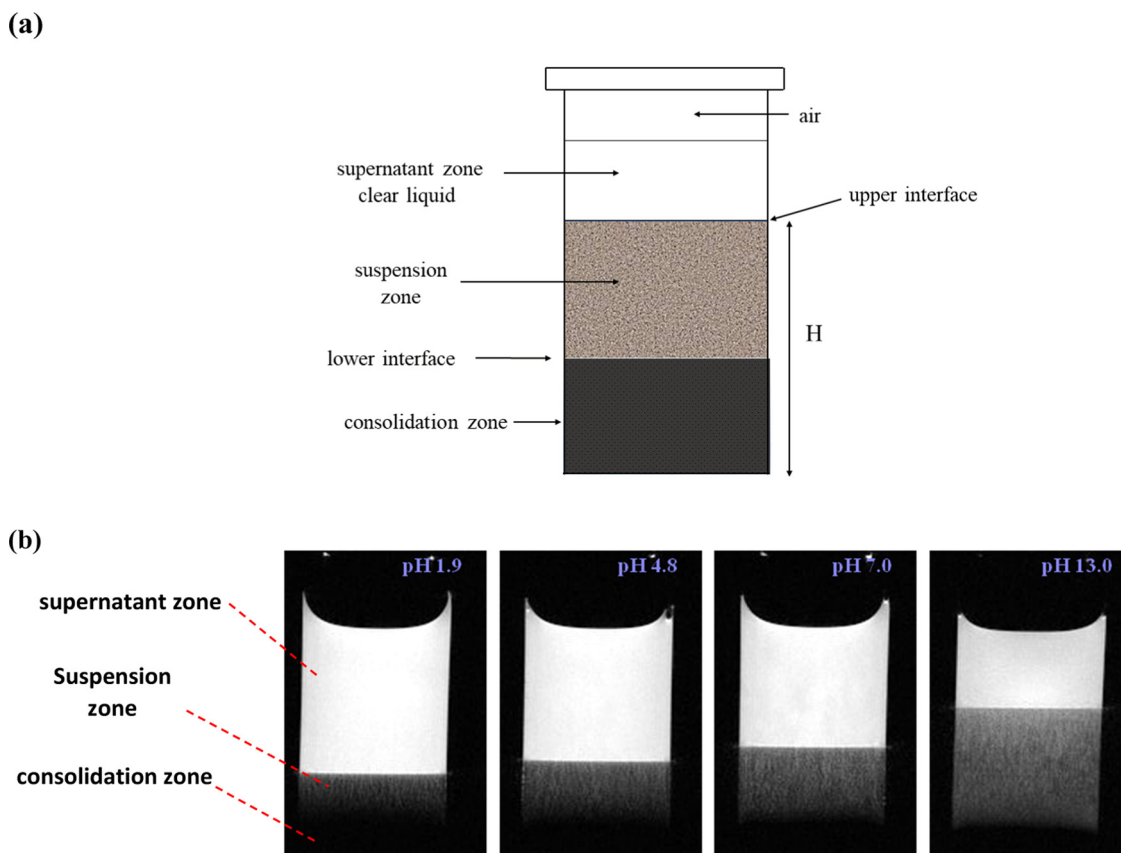 (a)
air
supernatant zone
clear liquid
upper interface
suspension
zone
H
lower interface
consolidation zone
(b)
pH 1.9
pH 4.8
pH 7.0
pH 13.0
supernatant zone
Suspension
zone
consolidation zone